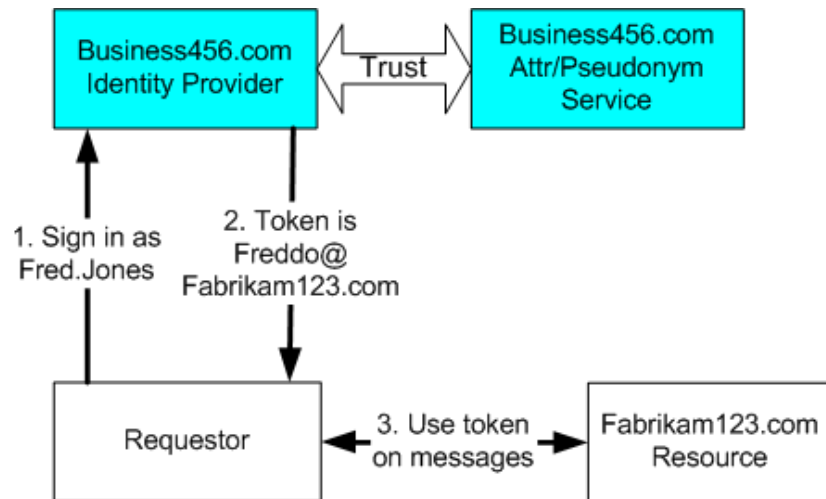 Business456.com
Identity Provider
Trust
Business456.com
Attr/Pseudonym
Service
1. Sign in as
Fred.Jones
2. Token is
Freddo@
Fabrikam123.com
Requestor
3. Use token
on messages
Fabrikam123.com
Resource